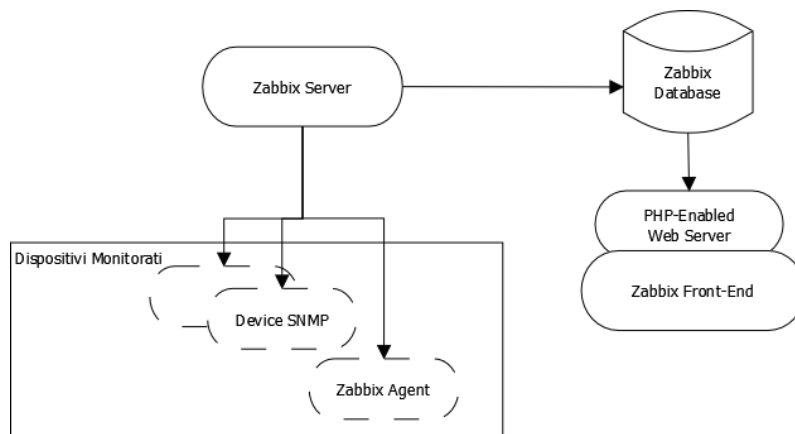 Zabbix Server
Zabbix
Database
PHP-Enabled
Web Server
Zabbix Front-End
Dispositivi Monitorati
Device SNMP
Zabbix Agent